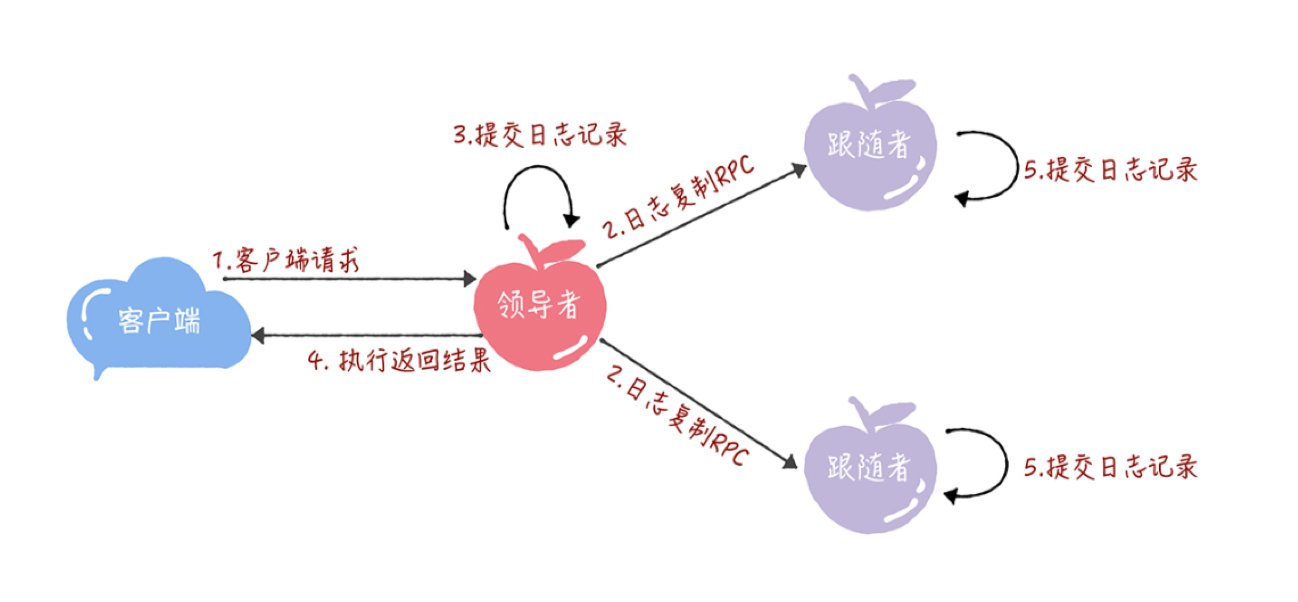 3.提交日志记录
跟随者
5.提交日志记录
2.日志复制RPC
1.客户端请求
客户端
领导者
4. 执行返回结果
2.日志复制RPC
跟随者
5.提交日志记录